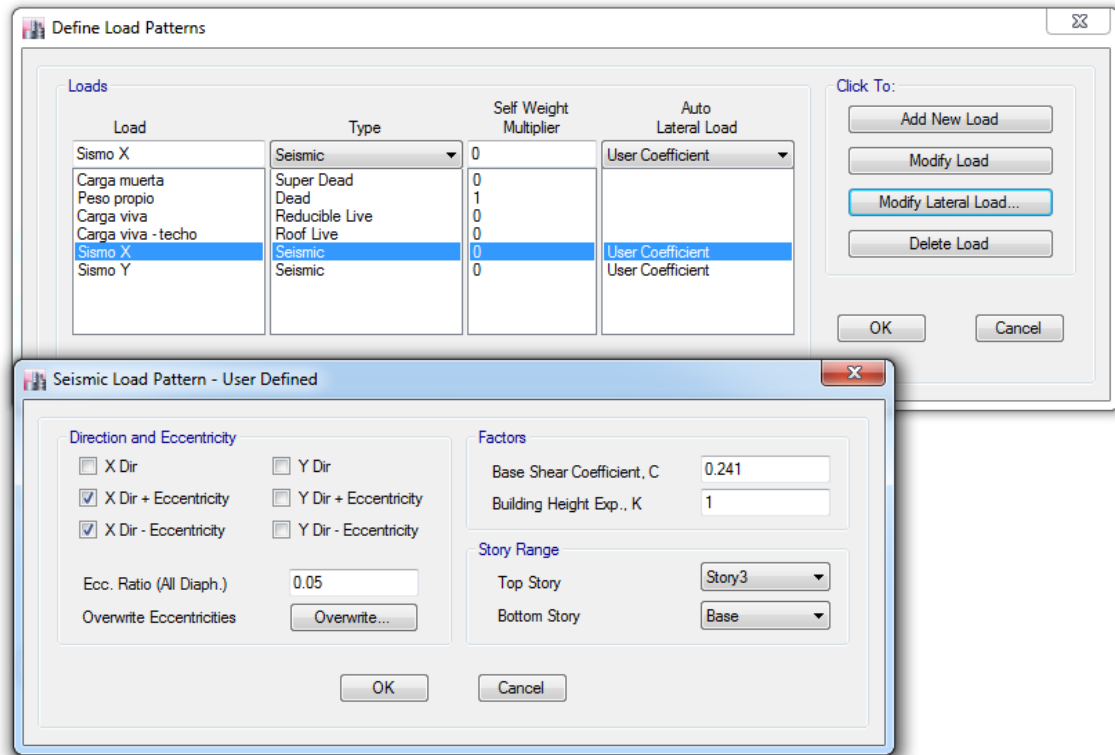 Define Load Patterns
Loads
Load Type Self Weight Multiplier Auto Lateral Load
Sismo X Seismic 0 User Coefficient
Carga muerta Super Dead 0
Peso propio Dead 1
Carga viva Reducible Live 0
Carga viva - techo Roof Live 0
Sismo X Seismic 0 User Coefficient
Sismo Y Seismic 0 User Coefficient
Click To:
Add New Load
Modify Load
Modify Lateral Load...
Delete Load
OK Cancel
Seismic Load Pattern - User Defined
Direction and Eccentricity
X Dir Y Dir
X Dir + Eccentricity Y Dir + Eccentricity
X Dir - Eccentricity Y Dir - Eccentricity
Ecc. Ratio (All Diaph.) 0.05
Overwrite Eccentricities Overwrite...
Factors
Base Shear Coefficient, C 0.241
Building Height Exp., K 1
Story Range
Top Story Story3
Bottom Story Base
OK Cancel